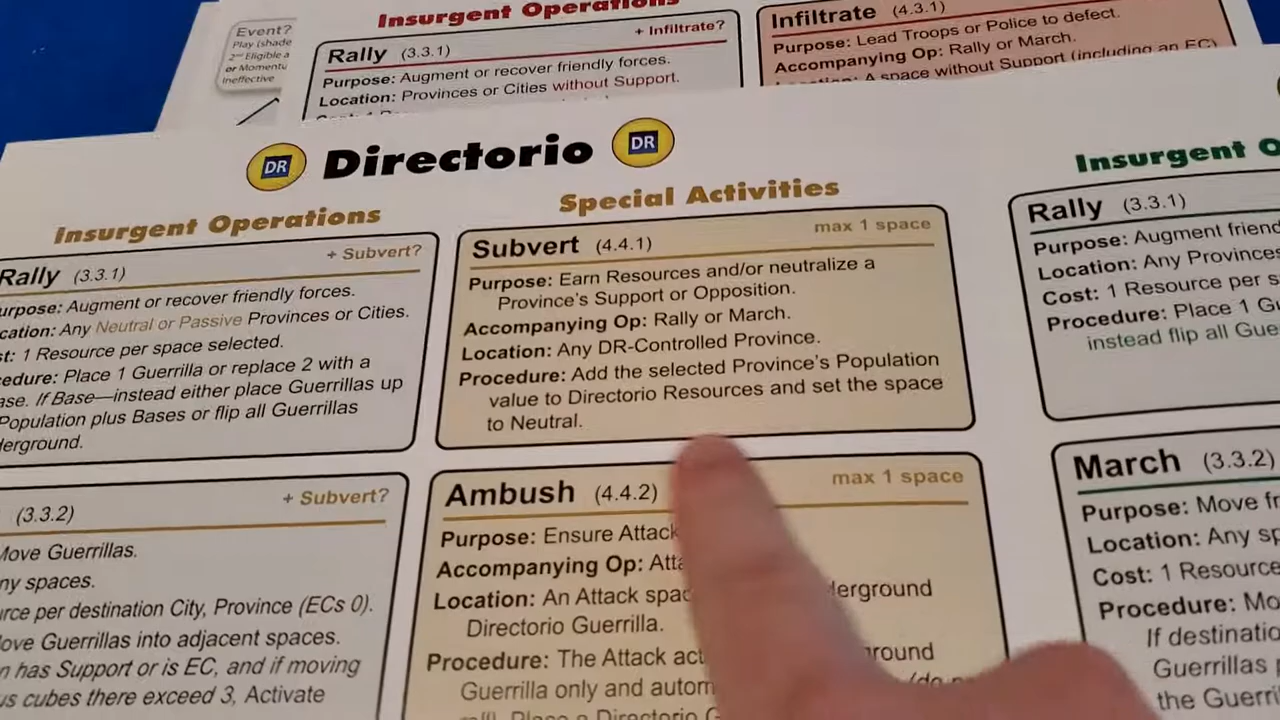 Insurgent Operations
Event?
Play (shade
2nd Eligible a
or Momentu
Ineffective
Rally (3.3.1)
+ Infiltrate?
Purpose: Augment or recover friendly forces.
Location: Provinces or Cities without Support.
Infiltrate (4.3.1)
Purpose: Lead Troops or Police to defect.
Accompanying Op: Rally or March.
Location: A space without Support (including an EC)
DR Directorio DR
Insurgent Operations
Rally (3.3.1)
+ Subvert?
urpose: Augment or recover friendly forces.
cation: Any Neutral or Passive Provinces or Cities.
st: 1 Resource per space selected.
cedure: Place 1 Guerrilla or replace 2 with a
ase. If Base—instead either place Guerrillas up
Population plus Bases or flip all Guerrillas
derground.
(3.3.2)
+ Subvert?
Move Guerrillas.
ny spaces.
urce per destination City, Province (ECs 0).
Move Guerrillas into adjacent spaces.
n has Support or is EC, and if moving
us cubes there exceed 3, Activate
Special Activities
Subvert (4.4.1)
max 1 space
Purpose: Earn Resources and/or neutralize a
Province's Support or Opposition.
Accompanying Op: Rally or March.
Location: Any DR-Controlled Province.
Procedure: Add the selected Province's Population
value to Directorio Resources and set the space
to Neutral.
Ambush (4.4.2)
max 1 space
Purpose: Ensure Attack
Accompanying Op: Atta
Location: An Attack spac derground
Directorio Guerrilla.
Procedure: The Attack act round
Guerrilla only and autom
Place a Directorio G
Insurgent O
Rally (3.3.1)
Purpose: Augment friend
Location: Any Provinces
Cost: 1 Resource per s
Procedure: Place 1 Gu
instead flip all Guer
March (3.3.2)
Purpose: Move fr
Location: Any sp
Cost: 1 Resource
Procedure: Mo
If destinatio
Guerrillas p
the Guerri